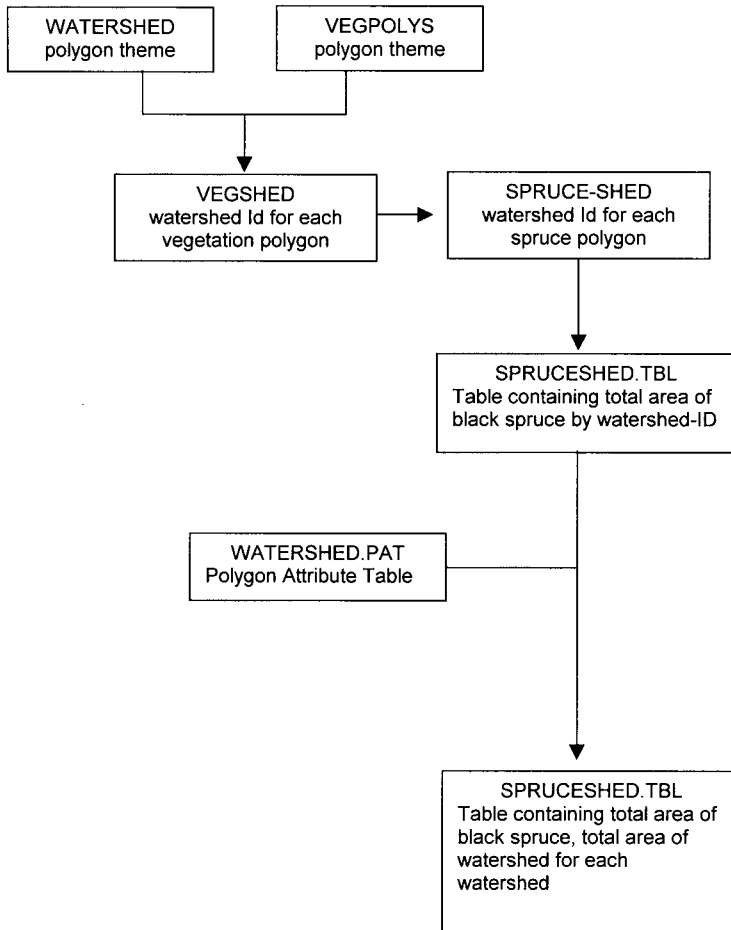 WATERSHED
polygon theme
VEGPOLYS
polygon theme
VEGSHED
watershed Id for each
vegetation polygon
SPRUCE-SHED
watershed Id for each
spruce polygon
SPRUCESHED.TBL
Table containing total area of
black spruce by watershed-ID
WATERSHED.PAT
Polygon Attribute Table
SPRUCESHED.TBL
Table containing total area of
black spruce, total area of
watershed for each
watershed